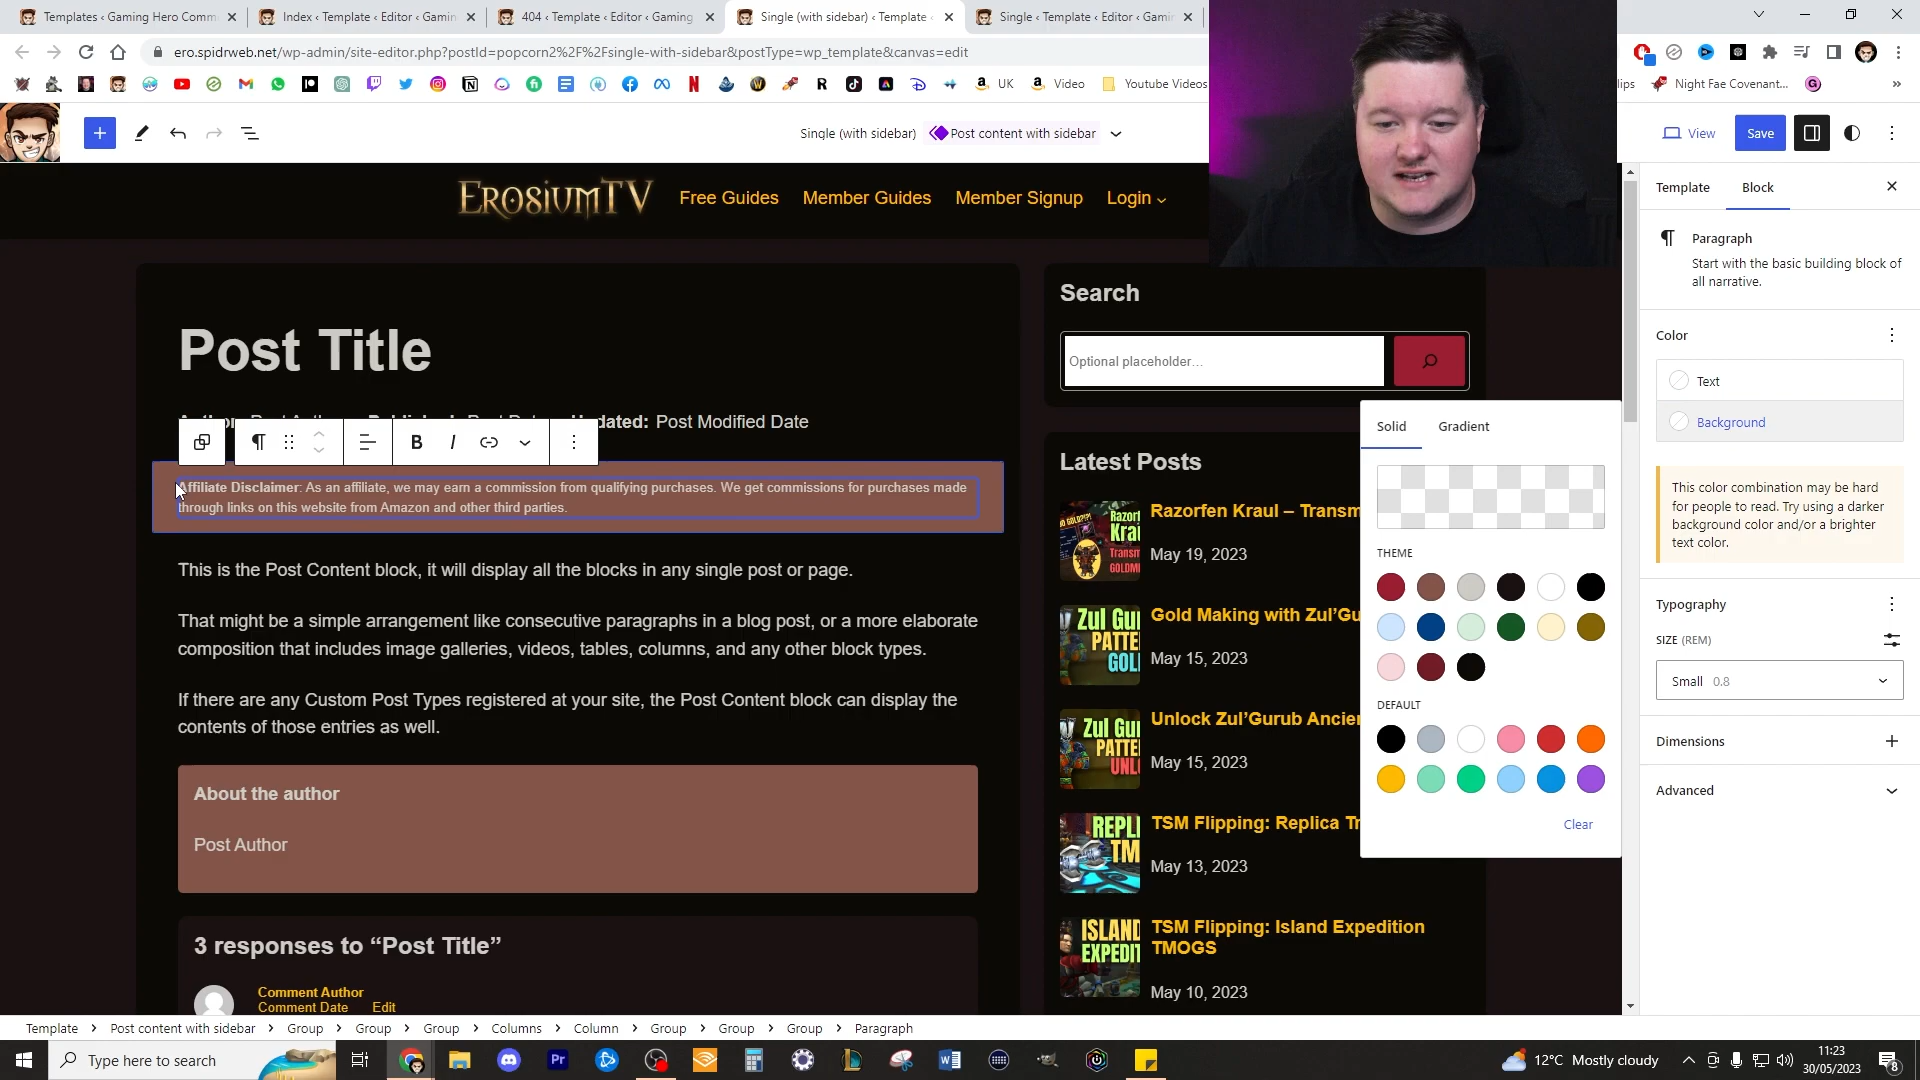 Templates ‹ Gaming Hero Comm
Index ‹ Template ‹ Editor ‹ Gamin
404 ‹ Template ‹ Editor ‹ Gaming
Single (with sidebar) ‹ Template ‹
Single ‹ Template ‹ Editor ‹ Gamin
ero.spidrweb.net/wp-admin/site-editor.php?postId=popcorn2%2F%2Fsingle-with-sidebar&postType=wp_template&canvas=edit
UK
Video
Youtube Videos
lips
Night Fae Covenant...
Single (with sidebar)
Post content with sidebar
View
Save
EROSIUMTV
Free Guides
Member Guides
Member Signup
Login
Post Title
dated: Post Modified Date
Affiliate Disclaimer: As an affiliate, we may earn a commission from qualifying purchases. We get commissions for purchases made
through links on this website from Amazon and other third parties.
This is the Post Content block, it will display all the blocks in any single post or page.
That might be a simple arrangement like consecutive paragraphs in a blog post, or a more elaborate
composition that includes image galleries, videos, tables, columns, and any other block types.
If there are any Custom Post Types registered at your site, the Post Content block can display the
contents of those entries as well.
About the author
Post Author
3 responses to “Post Title”
Comment Author
Comment Date
Edit
Search
Optional placeholder...
Latest Posts
Razorfen Kraul – Transm
May 19, 2023
Gold Making with Zul’Gu
May 15, 2023
Unlock Zul’Gurub Ancie
May 15, 2023
TSM Flipping: Replica Tr
May 13, 2023
TSM Flipping: Island Expedition
TMOGS
May 10, 2023
Solid
Gradient
THEME
DEFAULT
Clear
Template
Block
Paragraph
Start with the basic building block of
all narrative.
Color
Text
Background
This color combination may be hard
for people to read. Try using a darker
background color and/or a brighter
text color.
Typography
SIZE (REM)
Small 0.8
Dimensions
Advanced
Template > Post content with sidebar > Group > Group > Group > Columns > Column > Group > Group > Group > Paragraph
Type here to search
12°C Mostly cloudy
11:23
30/05/2023
8